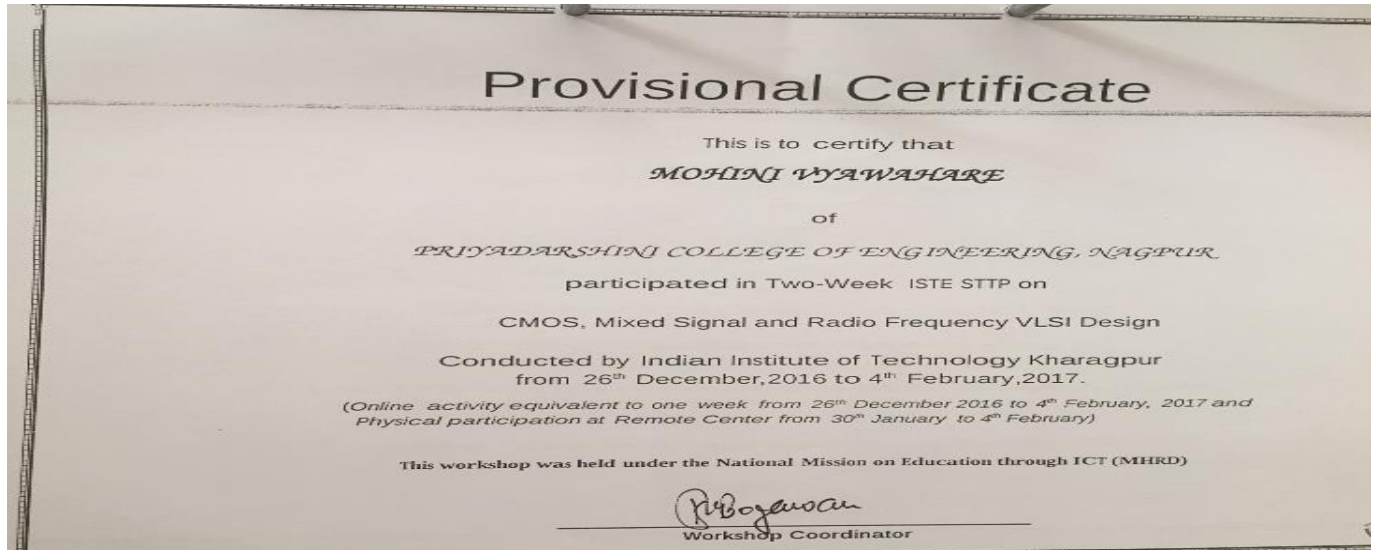 Provisional Certificate
This is to certify that
MOHINI VYAWAHARE
of
PRIYADARSHINI COLLEGE OF ENGINEERING, NAGPUR
participated in Two-Week ISTE STTP on
CMOS, Mixed Signal and Radio Frequency VLSI Design
Conducted by Indian Institute of Technology Kharagpur
from 26th December,2016 to 4th February,2017.
(Online activity equivalent to one week from 26th December 2016 to 4th February, 2017 and
Physical participation at Remote Center from 30th January to 4th February)
This workshop was held under the National Mission on Education through ICT (MHRD)
Workshop Coordinator